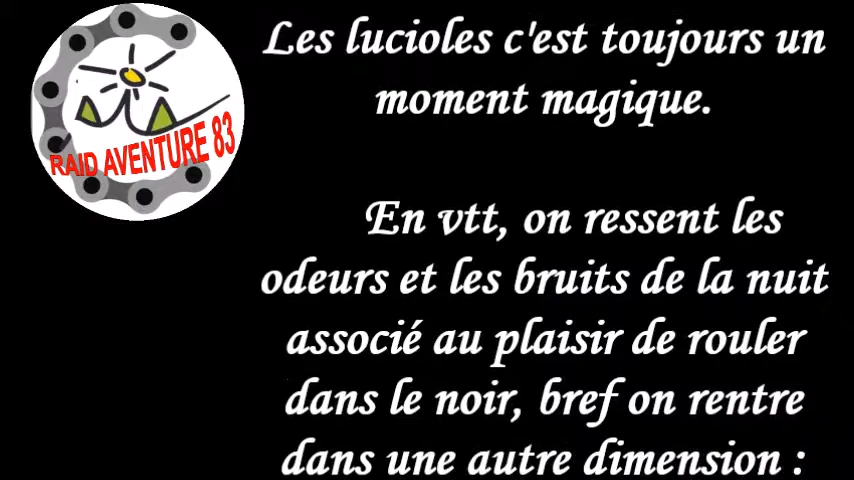 RAID AVENTURE 83
Les lucioles c'est toujours un
moment magique.
En vtt, on ressent les
odeurs et les bruits de la nuit
associé au plaisir de rouler
dans le noir, bref on rentre
dans une autre dimension :